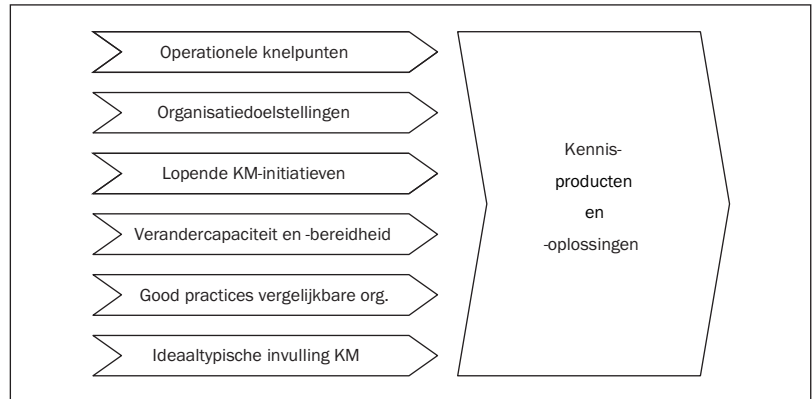 Operationele knelpunten
Organisatiedoelstellingen
Lopende KM-initiatieven
Verandercapaciteit en -bereidheid
Good practices vergelijkbare org.
Ideaaltypische invulling KM
Kennis-
producten
en
-oplossingen